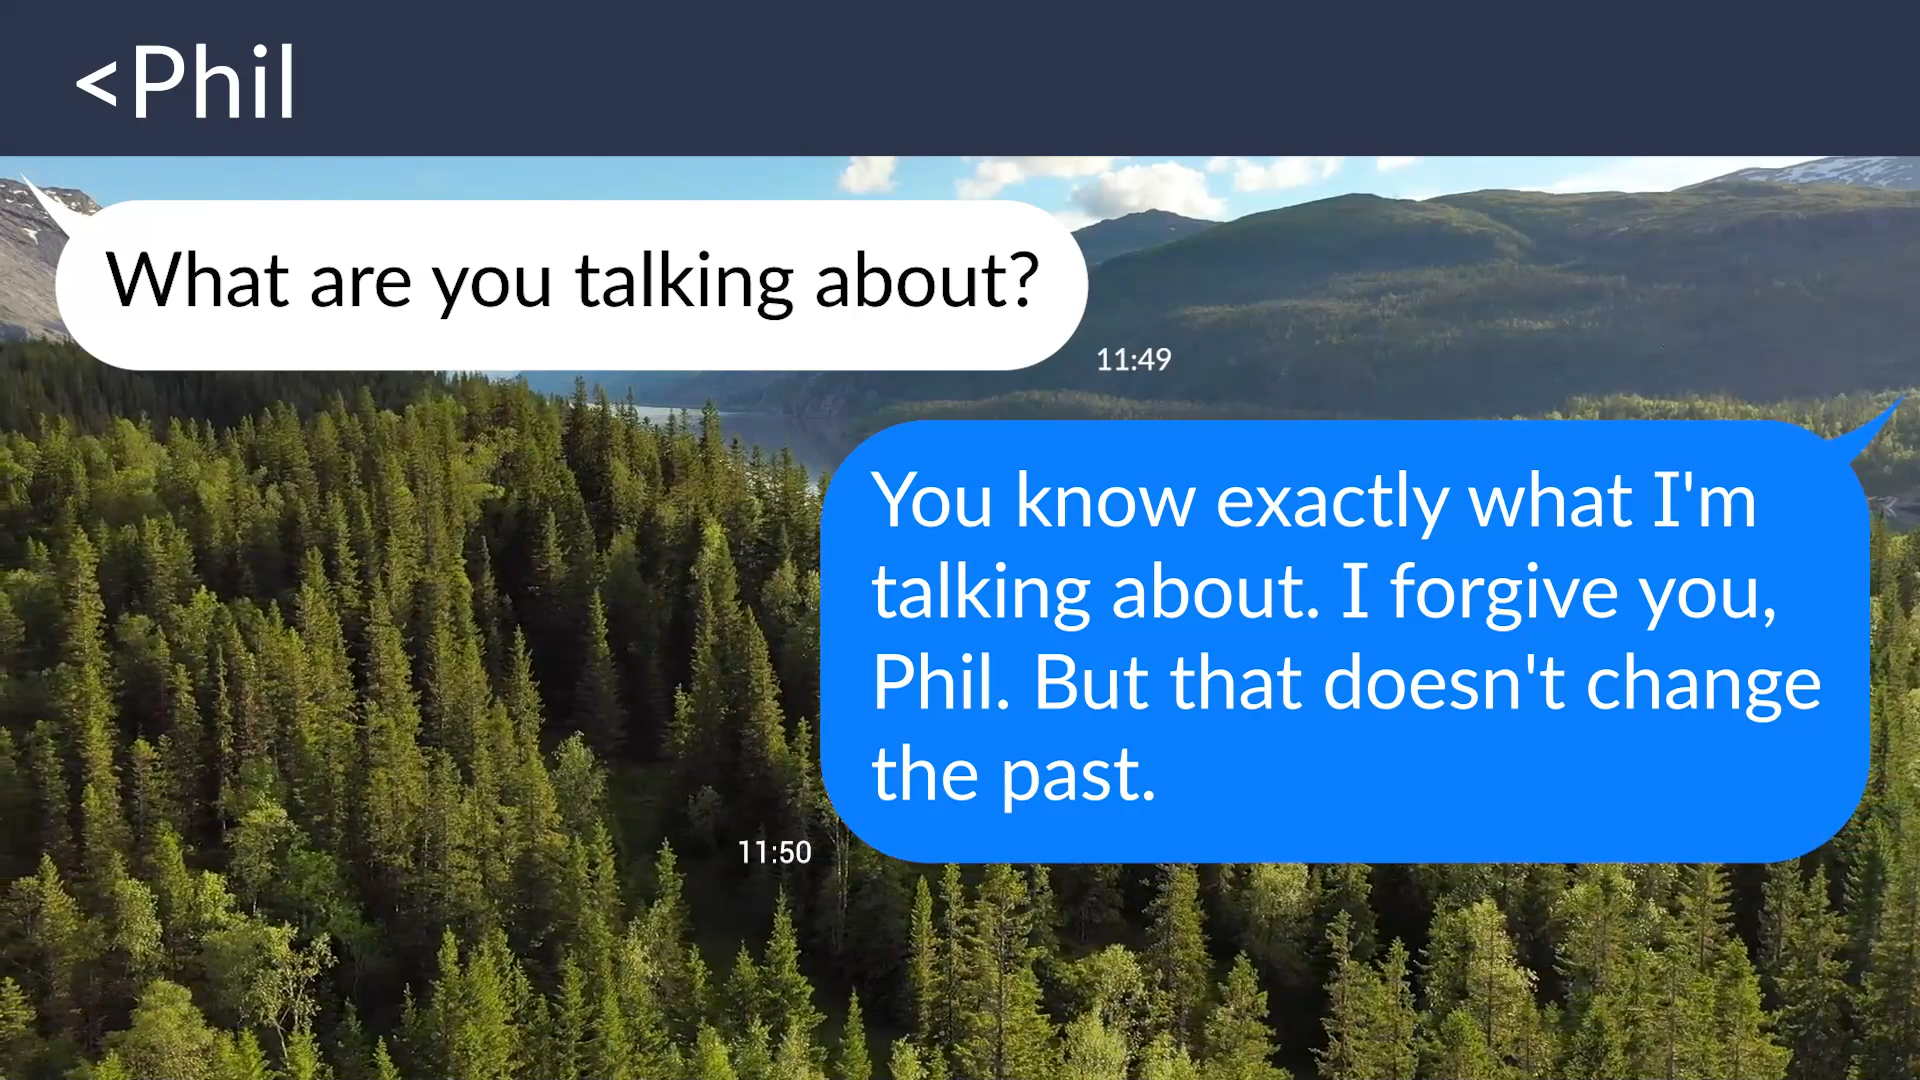 <Phil
What are you talking about?
11:49
You know exactly what I'm
talking about. I forgive you,
Phil. But that doesn't change
the past.
11:50